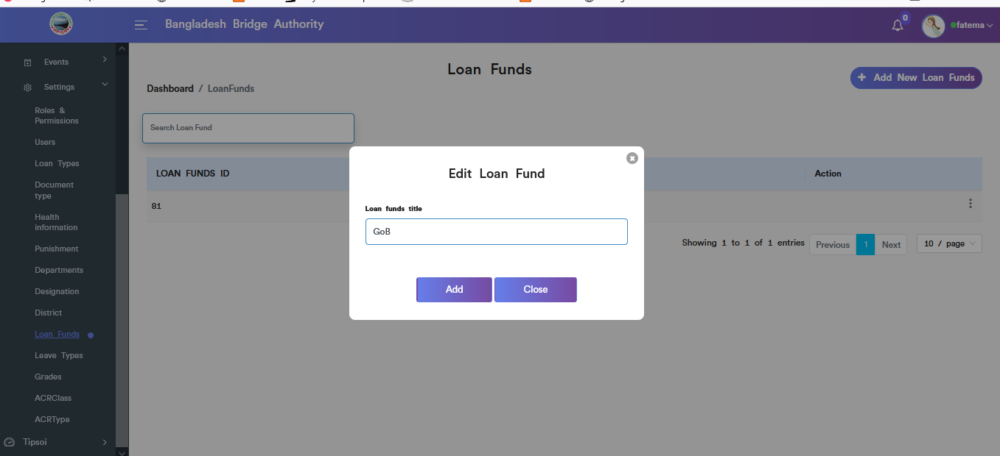 Bangladesh Bridge Authority
0
fatema
Events
Settings
Roles &
Permissions
Users
Loan Types
Document
type
Health
information
Punishment
Departments
Designation
District
Loan Funds
Leave Types
Grades
ACRClass
ACRType
Tipsoi
Loan Funds
Add New Loan Funds
Dashboard / LoanFunds
Search Loan Fund
LOAN FUNDS ID
Action
81
Showing 1 to 1 of 1 entries
Previous
1
Next
10 / page
Edit Loan Fund
Loan funds title
GoB
Add
Close